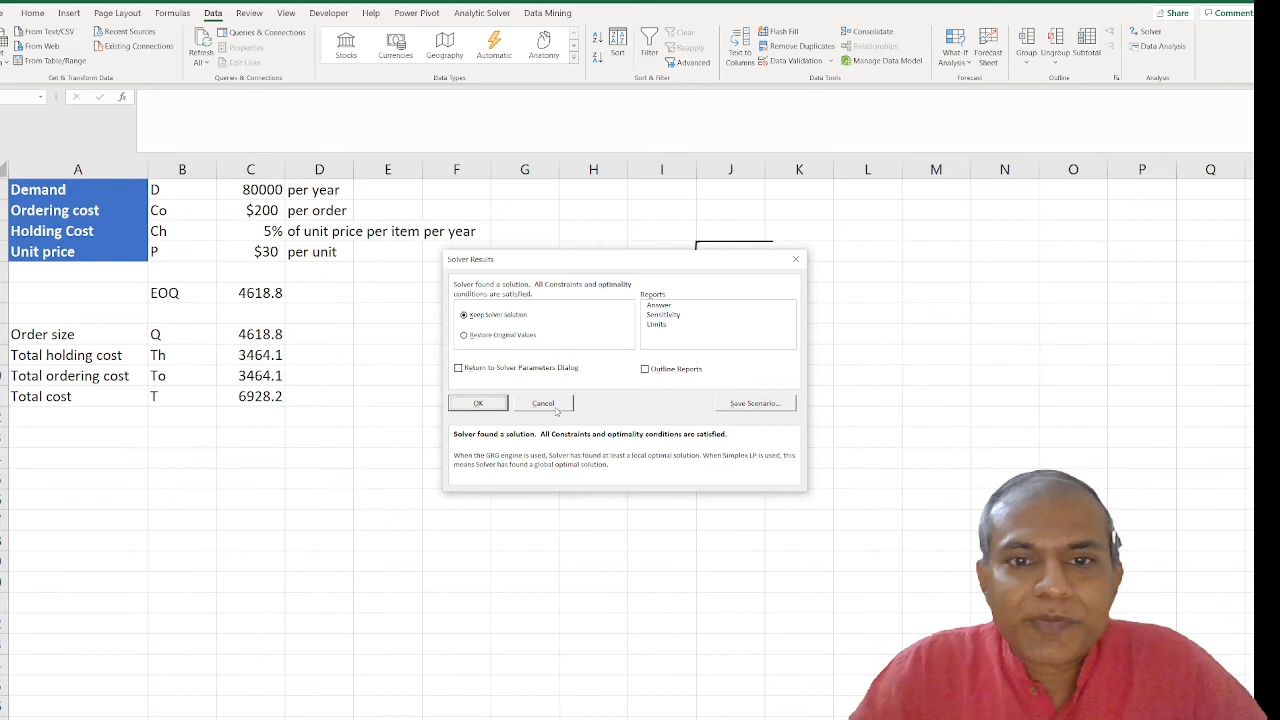 Home Insert Page Layout Formulas Data Review View Developer Help Power Pivot Analytic Solver Data Mining Share Comment
From Text/CSV Recent Sources
From Web Existing Connections
From Table/Range
Get & Transform Data
Refresh All
Queries & Connections
Properties
Edit Links
Queries & Connections
Stocks Currencies Geography Automatic Anatomy
Data Types
Sort Filter
Clear
Reapply
Advanced
Sort & Filter
Text to Columns
Flash Fill
Remove Duplicates
Data Validation
Consolidate
Relationships
Manage Data Model
Data Tools
What-If Analysis
Forecast Sheet
Forecast
Group Ungroup Subtotal
Outline
Solver
Data Analysis
Analysis
fx
A B C D E F G H I J K L M N O P Q
Demand D 80000 per year
Ordering cost Co $200 per order
Holding Cost Ch 5% of unit price per item per year
Unit price P $30 per unit
EOQ 4618.8
Order size Q 4618.8
Total holding cost Th 3464.1
Total ordering cost To 3464.1
Total cost T 6928.2
Solver Results
Solver found a solution. All Constraints and optimality
conditions are satisfied.
Keep Solver Solution
Restore Original Values
Reports
Answer
Sensitivity
Limits
Return to Solver Parameters Dialog
Outline Reports
OK Cancel Save Scenario...
Solver found a solution. All Constraints and optimality conditions are satisfied.
When the GRG engine is used, Solver has found at least a local optimal solution. When Simplex LP is used, this
means Solver has found a global optimal solution.